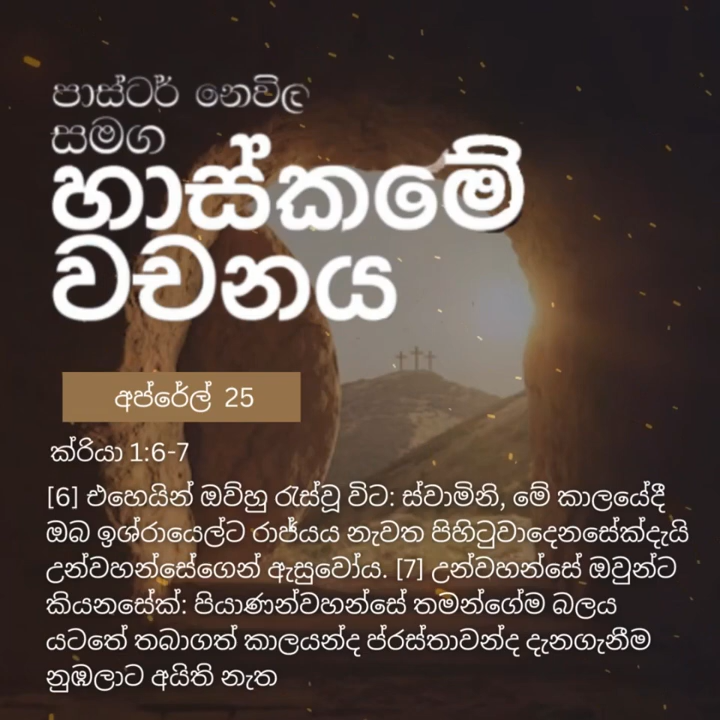 පාස්ටර් නෙවිල්
සමග
හාස්කමේ
වචනය
අප්රේල් 25
ක්රියා 1:6-7
[6] එහෙයින් ඔව්හු රැස්වූ විට: ස්වාමිනි, මේ කාලයේදී
ඔබ ඉශ්රායෙල්ට රාජ්යය නැවත පිහිටුවාදෙනසේක්දැයි
උන්වහන්සේගෙන් ඇසුවෝය. [7] උන්වහන්සේ ඔවුන්ට
කියනසේක්: පියාණන්වහන්සේ තමන්ගේම බලය
යටතේ තබාගත් කාලයන්ද ප්රස්තාවන්ද දැනගැනීම
නුඹලාට අයිති නැත